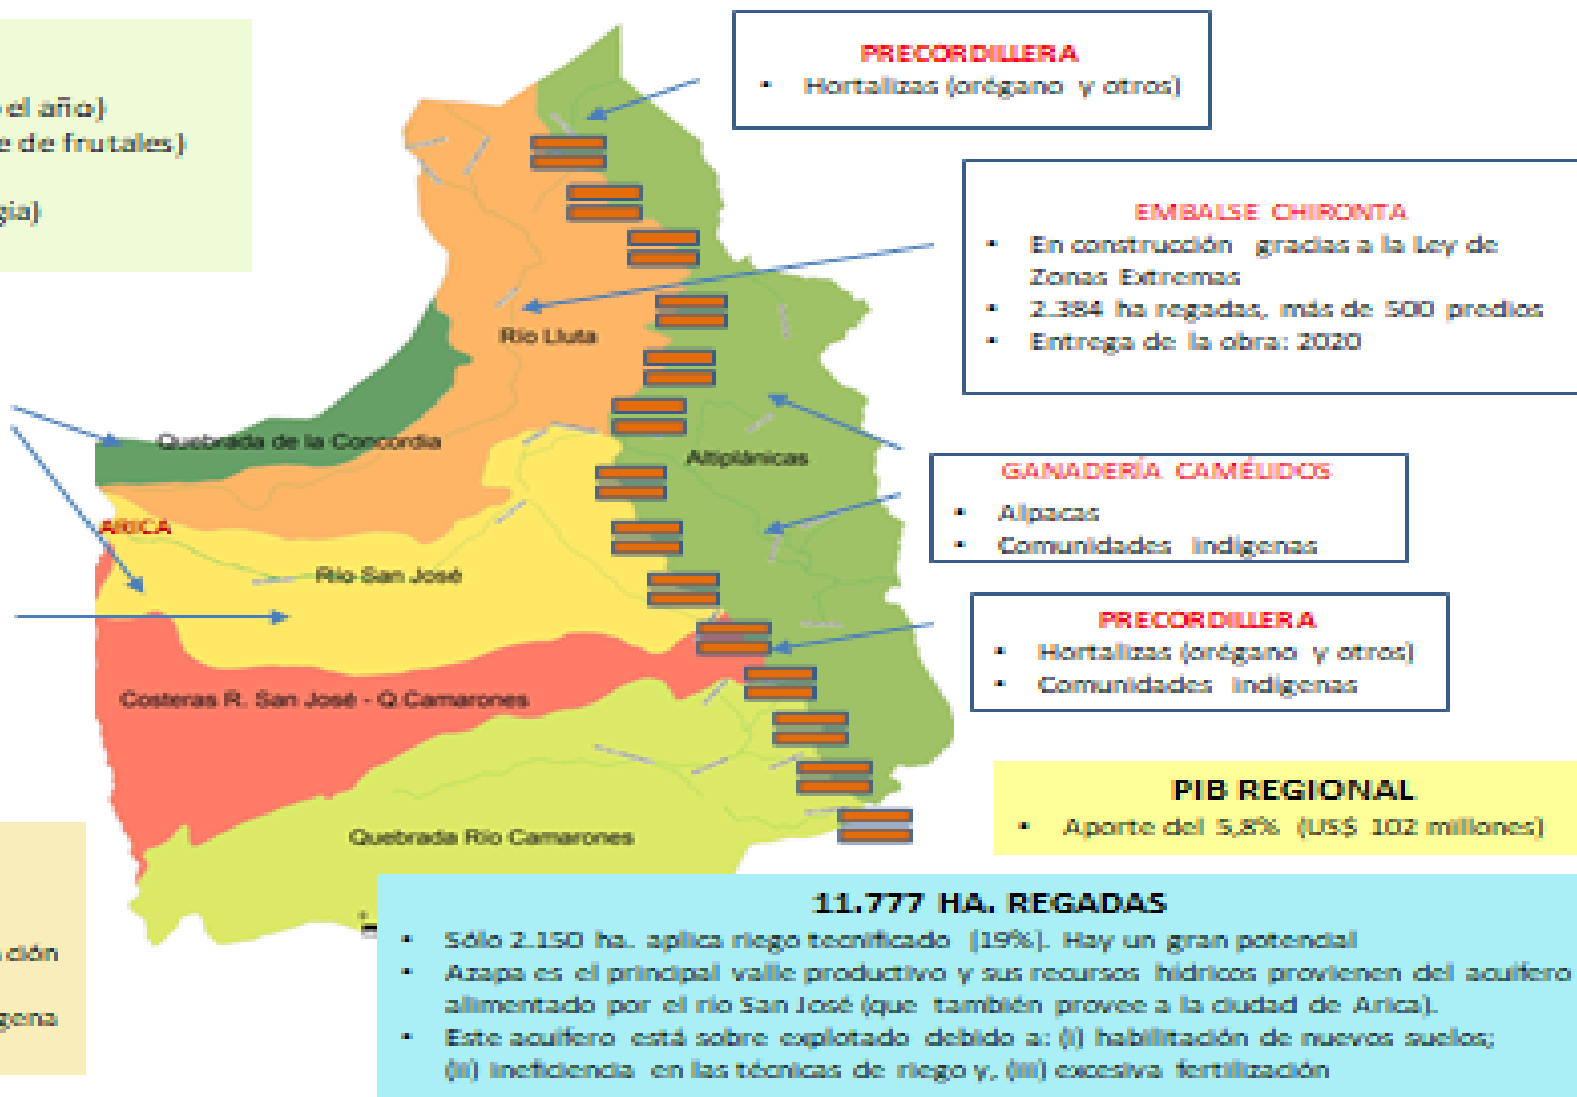 el año)
e de frutales)
gia)
PRECORDILLERA
• Hortalizas (orégano y otros)
EMBALSE CHIRONTA
• En construcción gracias a la Ley de
Zonas Extremas
• 2.384 ha regadas, más de 500 predios
• Entrega de la obra: 2020
Río Lluta
Quebrada de la Concordia
Altiplánicas
GANADERÍA CAMÉLIDOS
• Alpacas
• Comunidades Indígenas
ARICA
Río San José
PRECORDILLERA
• Hortalizas (orégano y otros)
• Comunidades Indígenas
Costeras R. San José - Q.Camarones
PIB REGIONAL
• Aporte del 5,8% (US$ 102 millones)
Quebrada Río Camarones
ción
gena
11.777 HA. REGADAS
• Sólo 2.150 ha. aplica riego tecnificado (19%). Hay un gran potencial
• Azapa es el principal valle productivo y sus recursos hídricos provienen del acuífero
alimentado por el río San José (que también provee a la ciudad de Arica).
• Este acuífero está sobre explotado debido a: (i) habilitación de nuevos suelos;
(ii) ineficiencia en las técnicas de riego y, (iii) excesiva fertilización